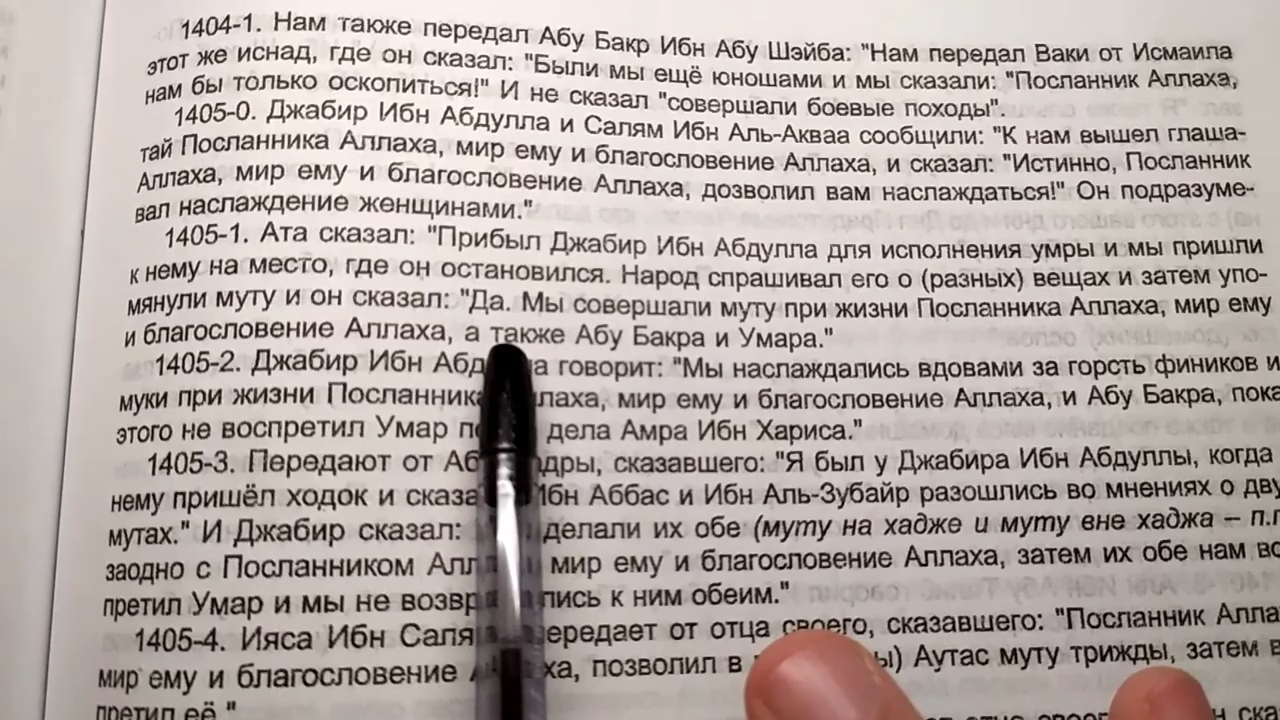 1404-1. Нам также передал Абу Бакр Ибн Абу Шэйба: "Нам передал Ваки от Исмаила
этот же иснад, где он сказал: "Были мы ещё юношами и мы сказали: "Посланник Аллаха,
нам бы только оскопиться!" И не сказал "совершали боевые походы".
1405-0. Джабир Ибн Абдулла и Салям Ибн Аль-Акваа сообщили: "К нам вышел глаша-
тай Посланника Аллаха, мир ему и благословение Аллаха, и сказал: "Истинно, Посланник
Аллаха, мир ему и благословение Аллаха, дозволил вам наслаждаться!" Он подразуме-
вал наслаждение женщинами."
1405-1. Ата сказал: "Прибыл Джабир Ибн Абдулла для исполнения умры и мы пришли
к нему на место, где он остановился. Народ спрашивал его о (разных) вещах и затем упо-
мянули муту и он сказал: "Да. Мы совершали муту при жизни Посланника Аллаха, мир ему
и благословение Аллаха, а также Абу Бакра и Умара."
1405-2. Джабир Ибн говорит: "Мы наслаждались вдовами за горсть фиников и
муки при жизни Посланника мир ему и благословение Аллаха, и Абу Бакра, пока
этого не воспретил Умар дела Амра Ибн Хариса."
1405-3. Передают от сказавшего: "Я был у Джабира Ибн Абдуллы, когда
нему пришёл ходок и Ибн Аббас и Ибн Аль-Зубайр разошлись во мнениях о
мутах." И Джабир сказал: делали их обе (муту на хадже и муту вне хаджа –
заодно с Посланником мир ему и благословение Аллаха, затем их обе нам
претил Умар и мы не к ним обеим."
1405-4. Ияса Ибн передает от отца своего, сказавшего: "Посланник
мир ему и благословение позволил в Аутас муту трижды, затем
претил её."